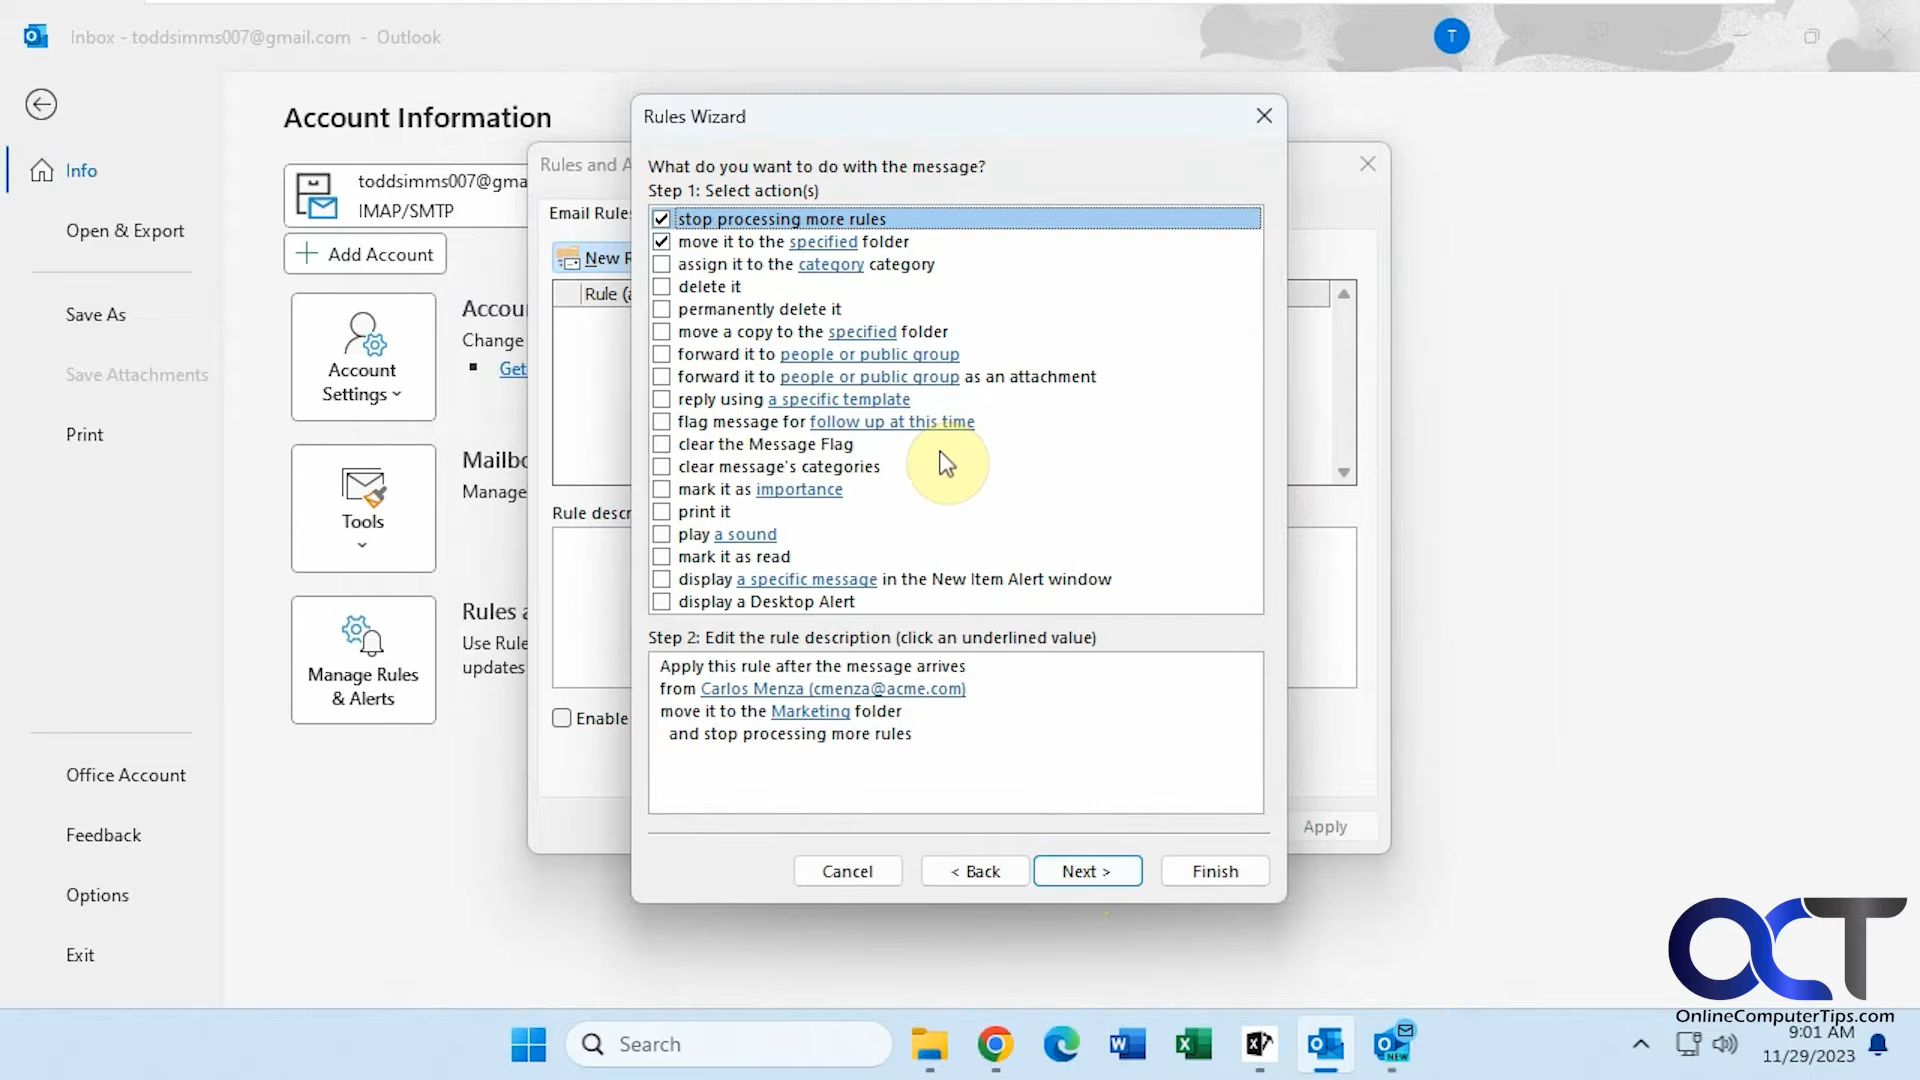 Inbox - toddsimms007@gmail.com - Outlook
T
Info
Open & Export
Save As
Save Attachments
Print
Office Account
Feedback
Options
Exit
Account Information
toddsimms007@gma
IMAP/SMTP
Add Account
Account
Settings
Accou
Change
Get
Tools
Mailbo
Manage
Manage Rules
& Alerts
Rules a
Use Rule
updates
Rules and A
Email Rules
New R
Rule (a
Rule descr
Enable
Apply
Rules Wizard
What do you want to do with the message?
Step 1: Select action(s)
stop processing more rules
move it to the specified folder
assign it to the category category
delete it
permanently delete it
move a copy to the specified folder
forward it to people or public group
forward it to people or public group as an attachment
reply using a specific template
flag message for follow up at this time
clear the Message Flag
clear message's categories
mark it as importance
print it
play a sound
mark it as read
display a specific message in the New Item Alert window
display a Desktop Alert
Step 2: Edit the rule description (click an underlined value)
Apply this rule after the message arrives
from Carlos Menza (cmenza@acme.com)
move it to the Marketing folder
and stop processing more rules
Cancel
< Back
Next >
Finish
OCT
OnlineComputerTips.com
Search
NEW
9:01 AM
11/29/2023